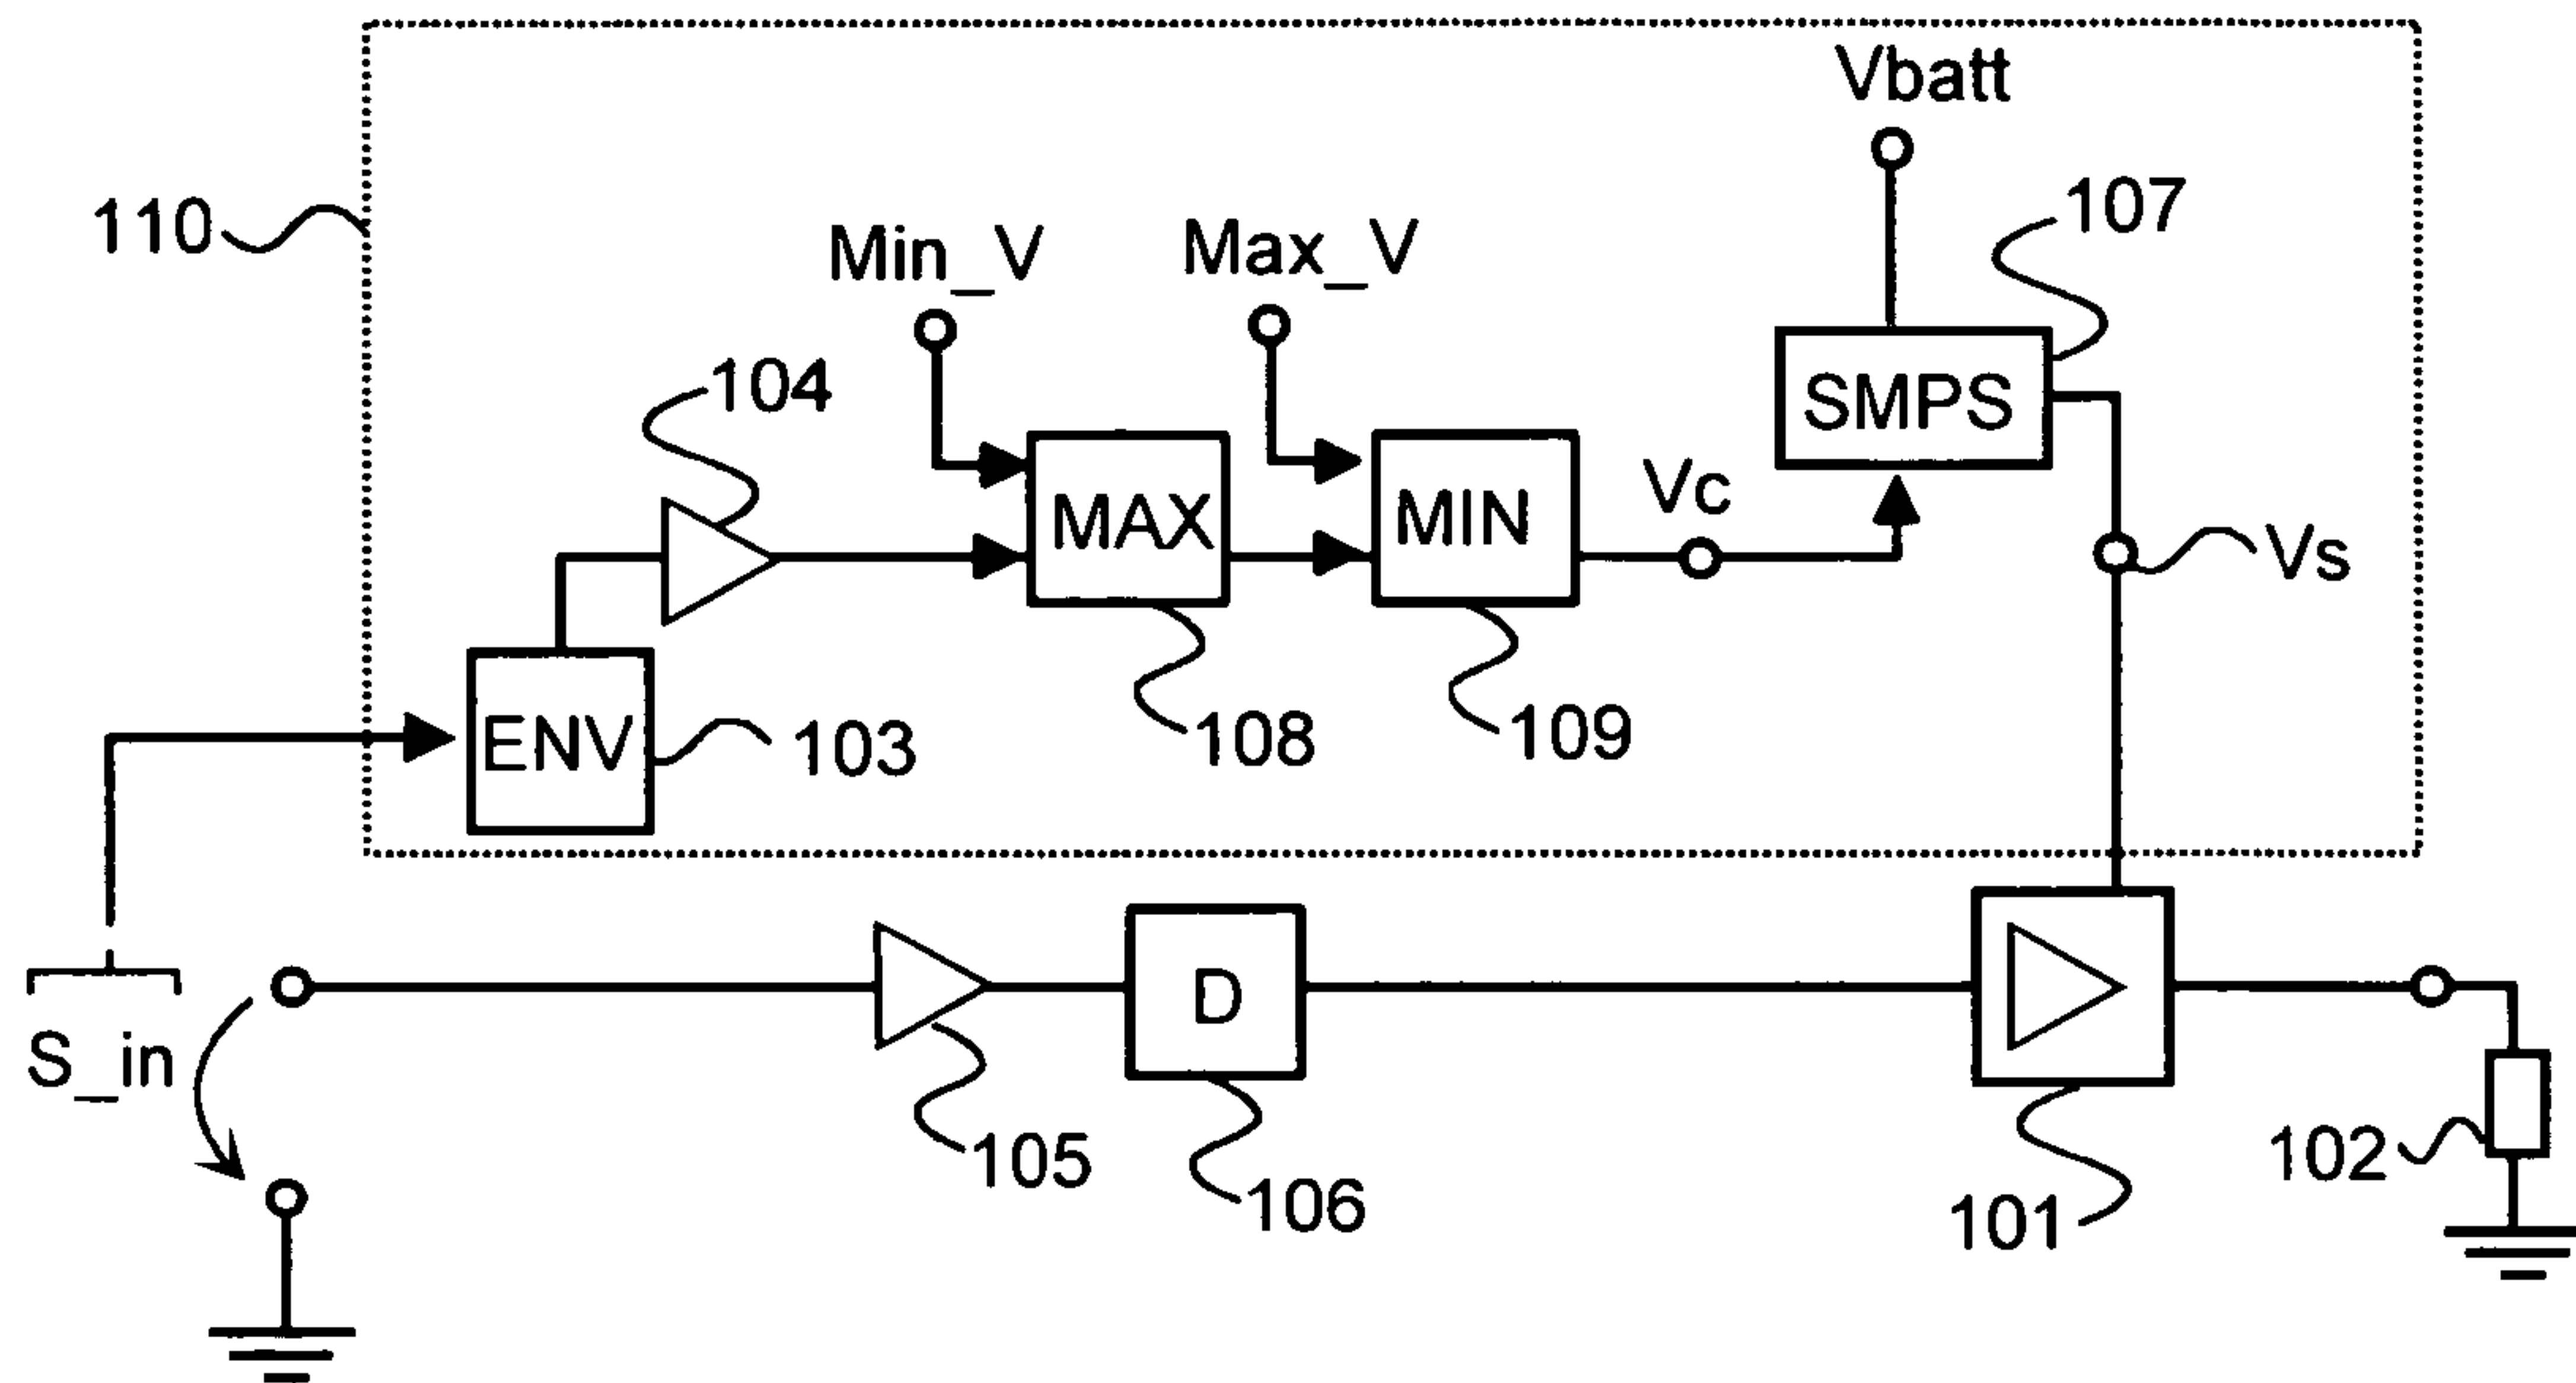 Vbatt
107
110
Min_V
Max_V
104
SMPS
MAX
MIN
Vc
Vs
ENV
103
108
109
D
S_in
105
106
101
102